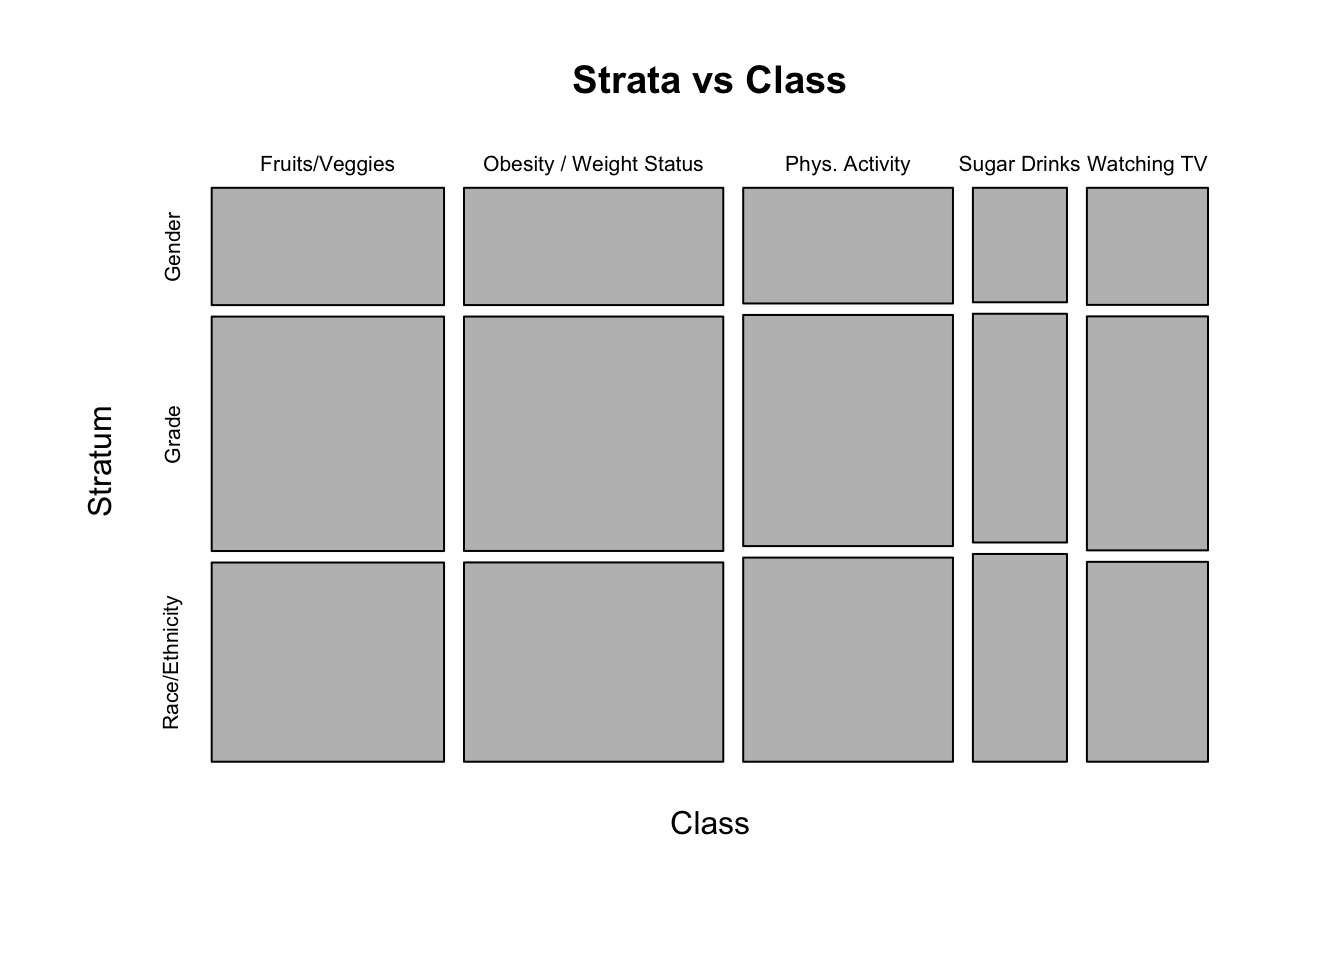 Strata vs Class
Fruits/Veggies
Obesity / Weight Status
Phys. Activity
Sugar Drinks
Watching TV
Gender
Grade
Race/Ethnicity
Stratum
Class